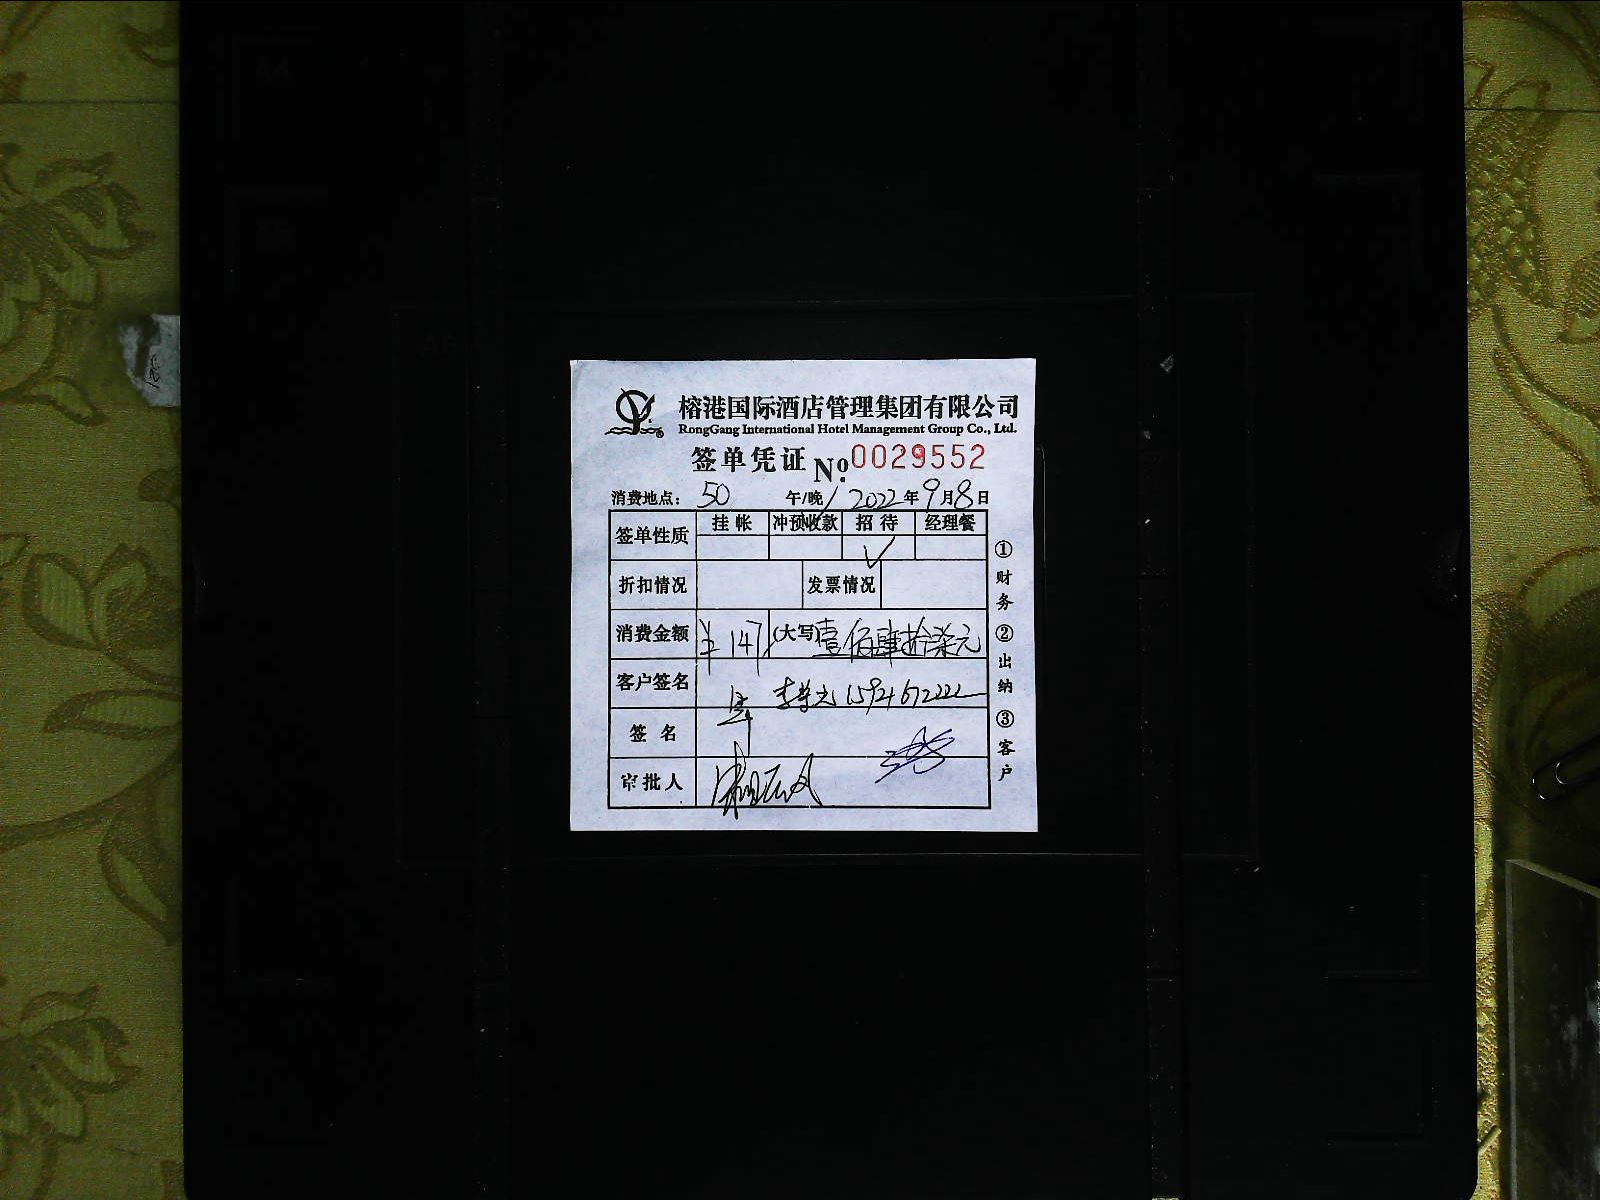 榕港国际酒店管理集团有限公司
RongGang International Hotel Management Group Co., Ltd.
签单凭证 No. 0029552
消费地点: 50 午/晚 2022年9月8日
签单性质 挂帐 冲预收款 招待 经理餐
✓
折扣情况 发票情况
消费金额 ¥147 (大写) 壹佰肆拾柒元
客户签名
签名
审批人
①财务 ②出纳 ③客户